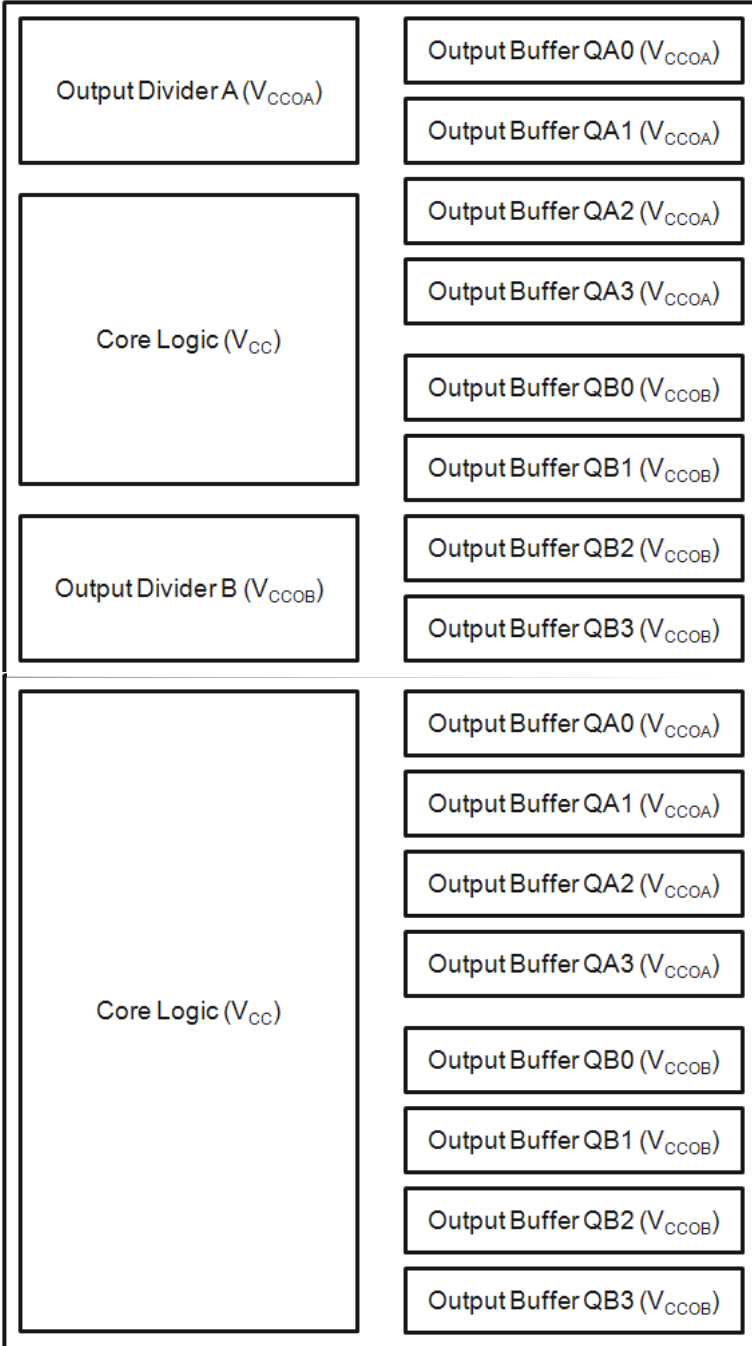 Output Divider A (VCCOA)
Core Logic (VCC)
Output Divider B (VCCOB)
Output Buffer QA0 (VCCOA)
Output Buffer QA1 (VCCOA)
Output Buffer QA2 (VCCOA)
Output Buffer QA3 (VCCOA)
Output Buffer QB0 (VCCOB)
Output Buffer QB1 (VCCOB)
Output Buffer QB2 (VCCOB)
Output Buffer QB3 (VCCOB)
Core Logic (VCC)
Output Buffer QA0 (VCCOA)
Output Buffer QA1 (VCCOA)
Output Buffer QA2 (VCCOA)
Output Buffer QA3 (VCCOA)
Output Buffer QB0 (VCCOB)
Output Buffer QB1 (VCCOB)
Output Buffer QB2 (VCCOB)
Output Buffer QB3 (VCCOB)